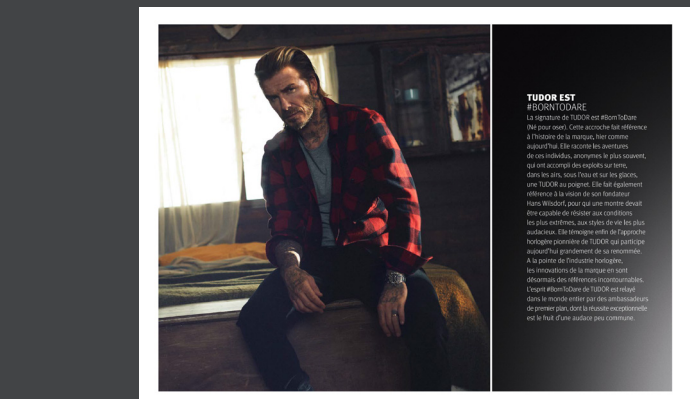 TUDOR EST
#BORNTODARE
La signature de TUDOR est #BornToDare
(Né pour oser). Cette accroche fait référence
à l'histoire de la marque, hier comme
aujourd'hui. Elle raconte les aventures
de ces individus, anonymes le plus souvent,
qui ont accompli des exploits sur terre,
dans les airs, sous l'eau et sur les glaces,
une TUDOR au poignet. Elle fait également
référence à la vision de son fondateur
Hans Wilsdorf, pour qui une montre devait
être capable de résister aux conditions
les plus extrêmes, aux styles de vie les plus
audacieux. Elle témoigne enfin de l'approche
horlogère pionnière de TUDOR qui participe
aujourd'hui grandement de sa renommée.
A la pointe de l'industrie horlogère,
les innovations de la marque en sont
désormais des références incontournables.
L'esprit #BornToDare de TUDOR est relayé
dans le monde entier par des ambassadeurs
de premier plan, dont la réussite exceptionnelle
est le fruit d'une audace peu commune.